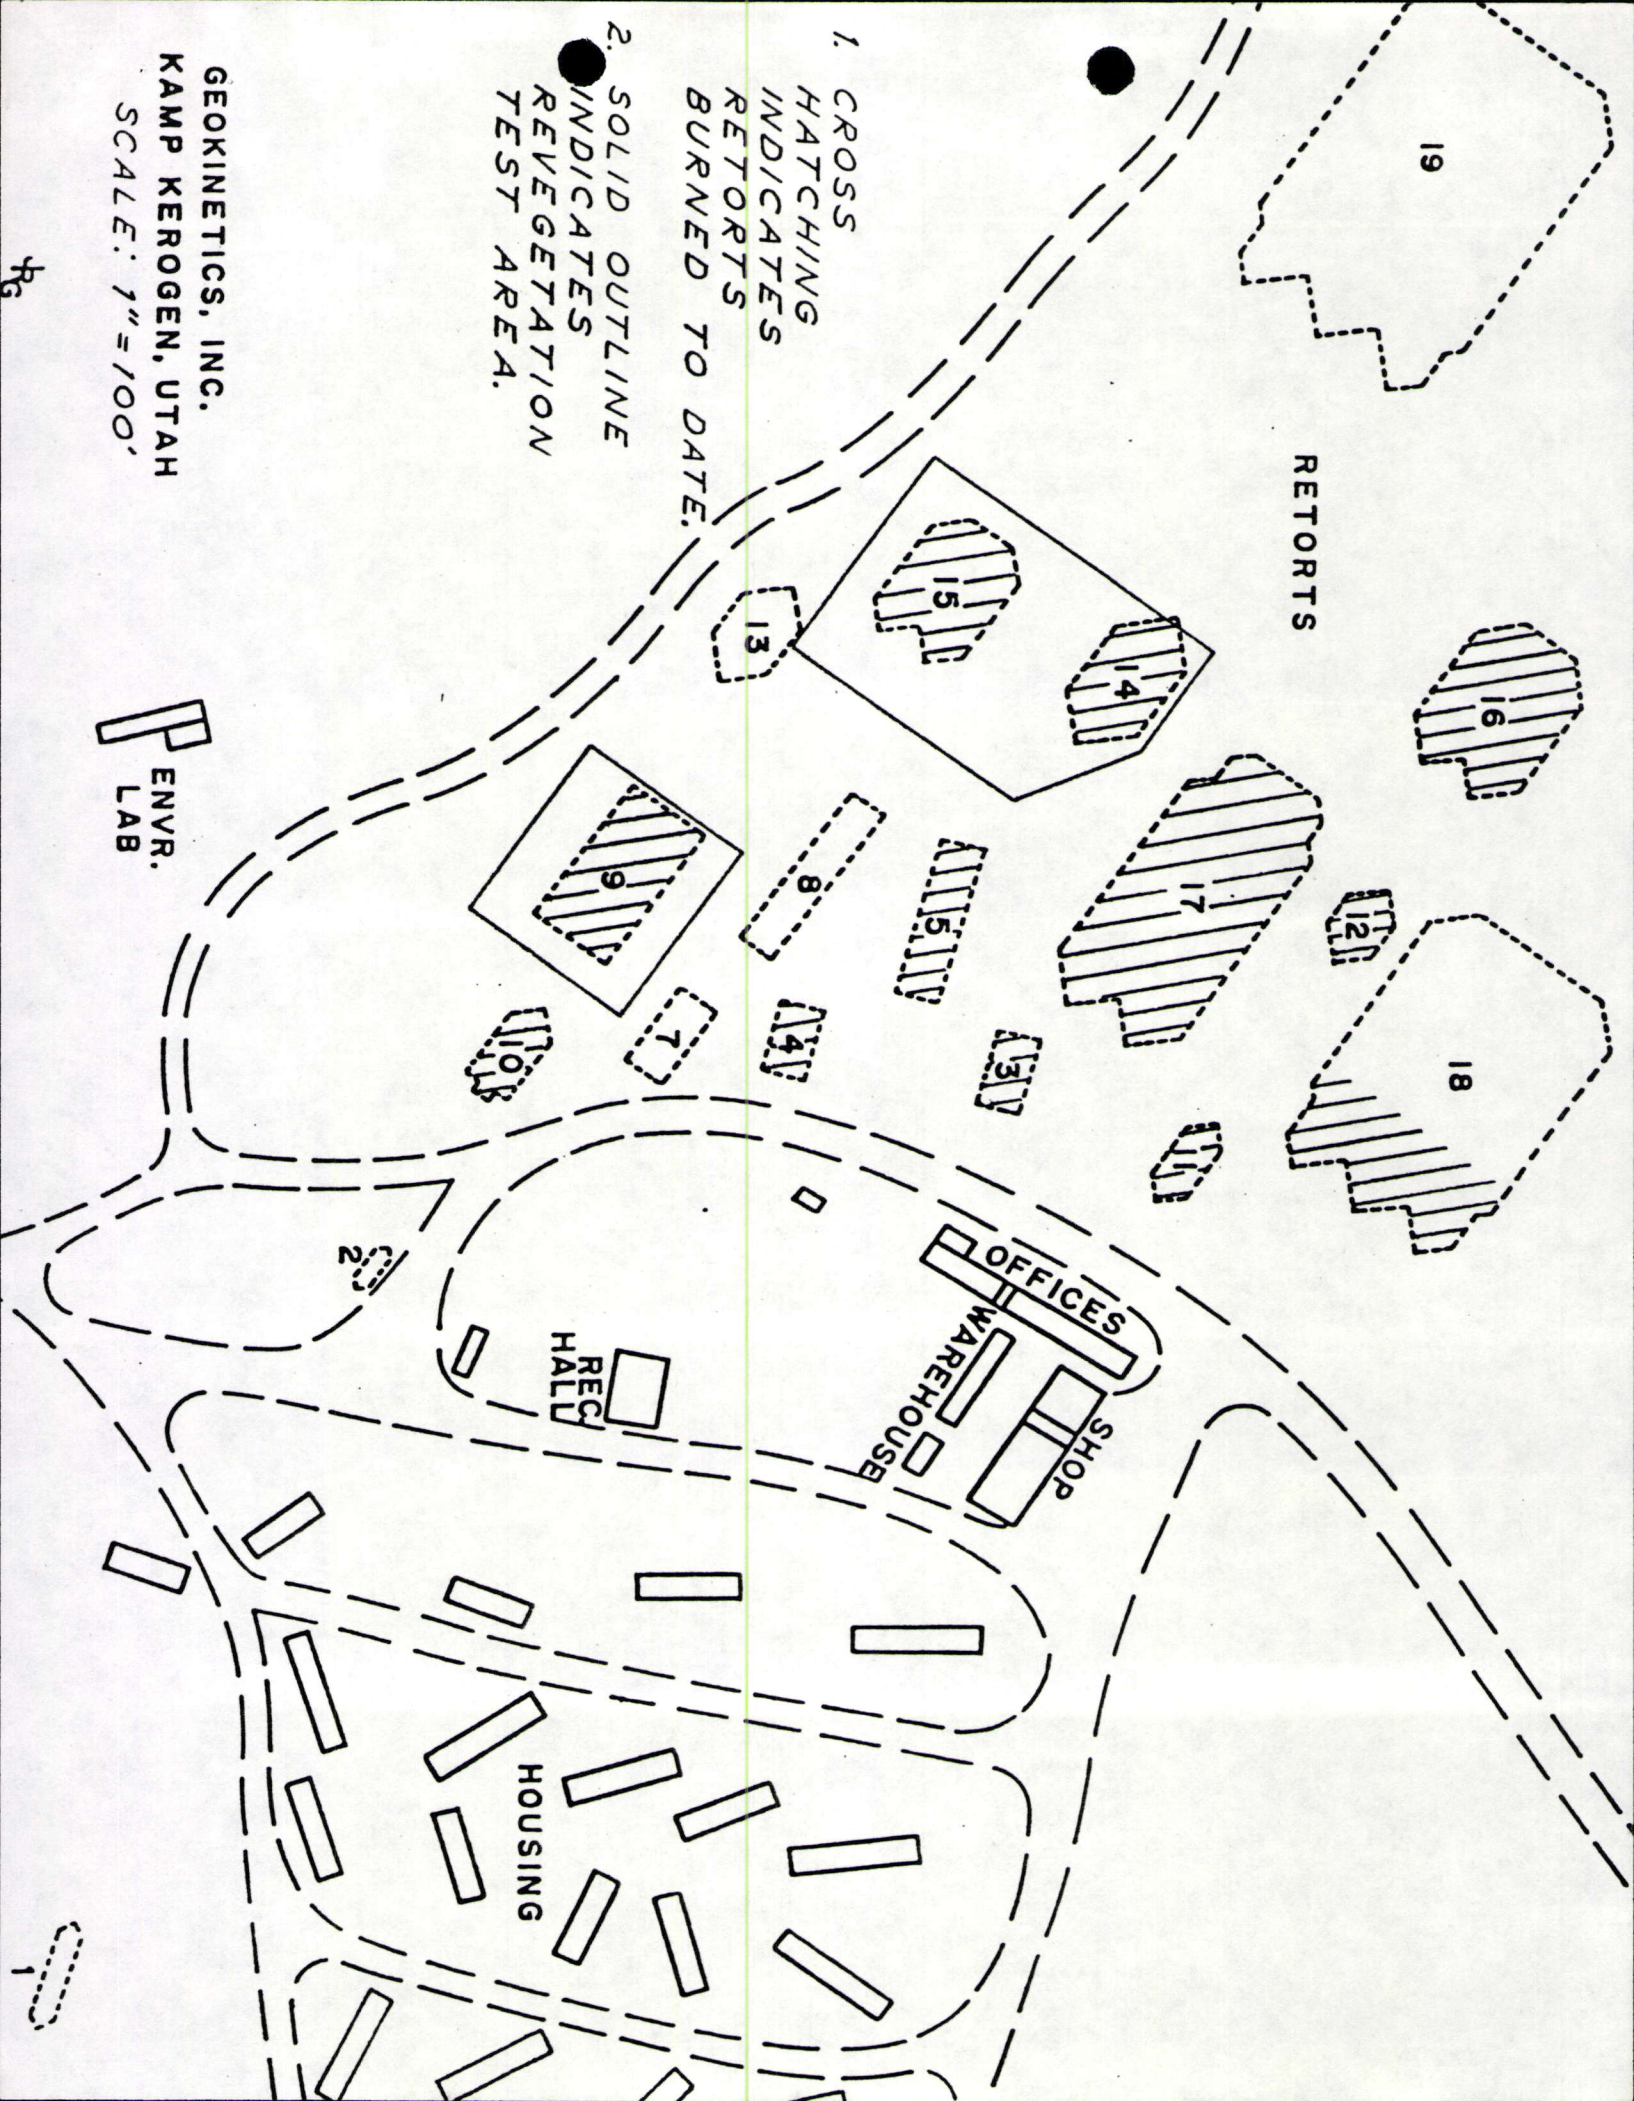 19
RETORTS
16
12
18
17
11
14
15
13
3
5
4
8
7
9
10
OFFICES
SHOP
WAREHOUSE
REC.
HALL
2
HOUSING
1
1. CROSS
HATCHING
INDICATES
RETORTS
BURNED TO DATE.
2. SOLID OUTLINE
INDICATES
REVEGETATION
TEST AREA.
ENVR.
LAB
GEOKINETICS, INC.
KAMP KEROGEN, UTAH
SCALE: 1"=100'